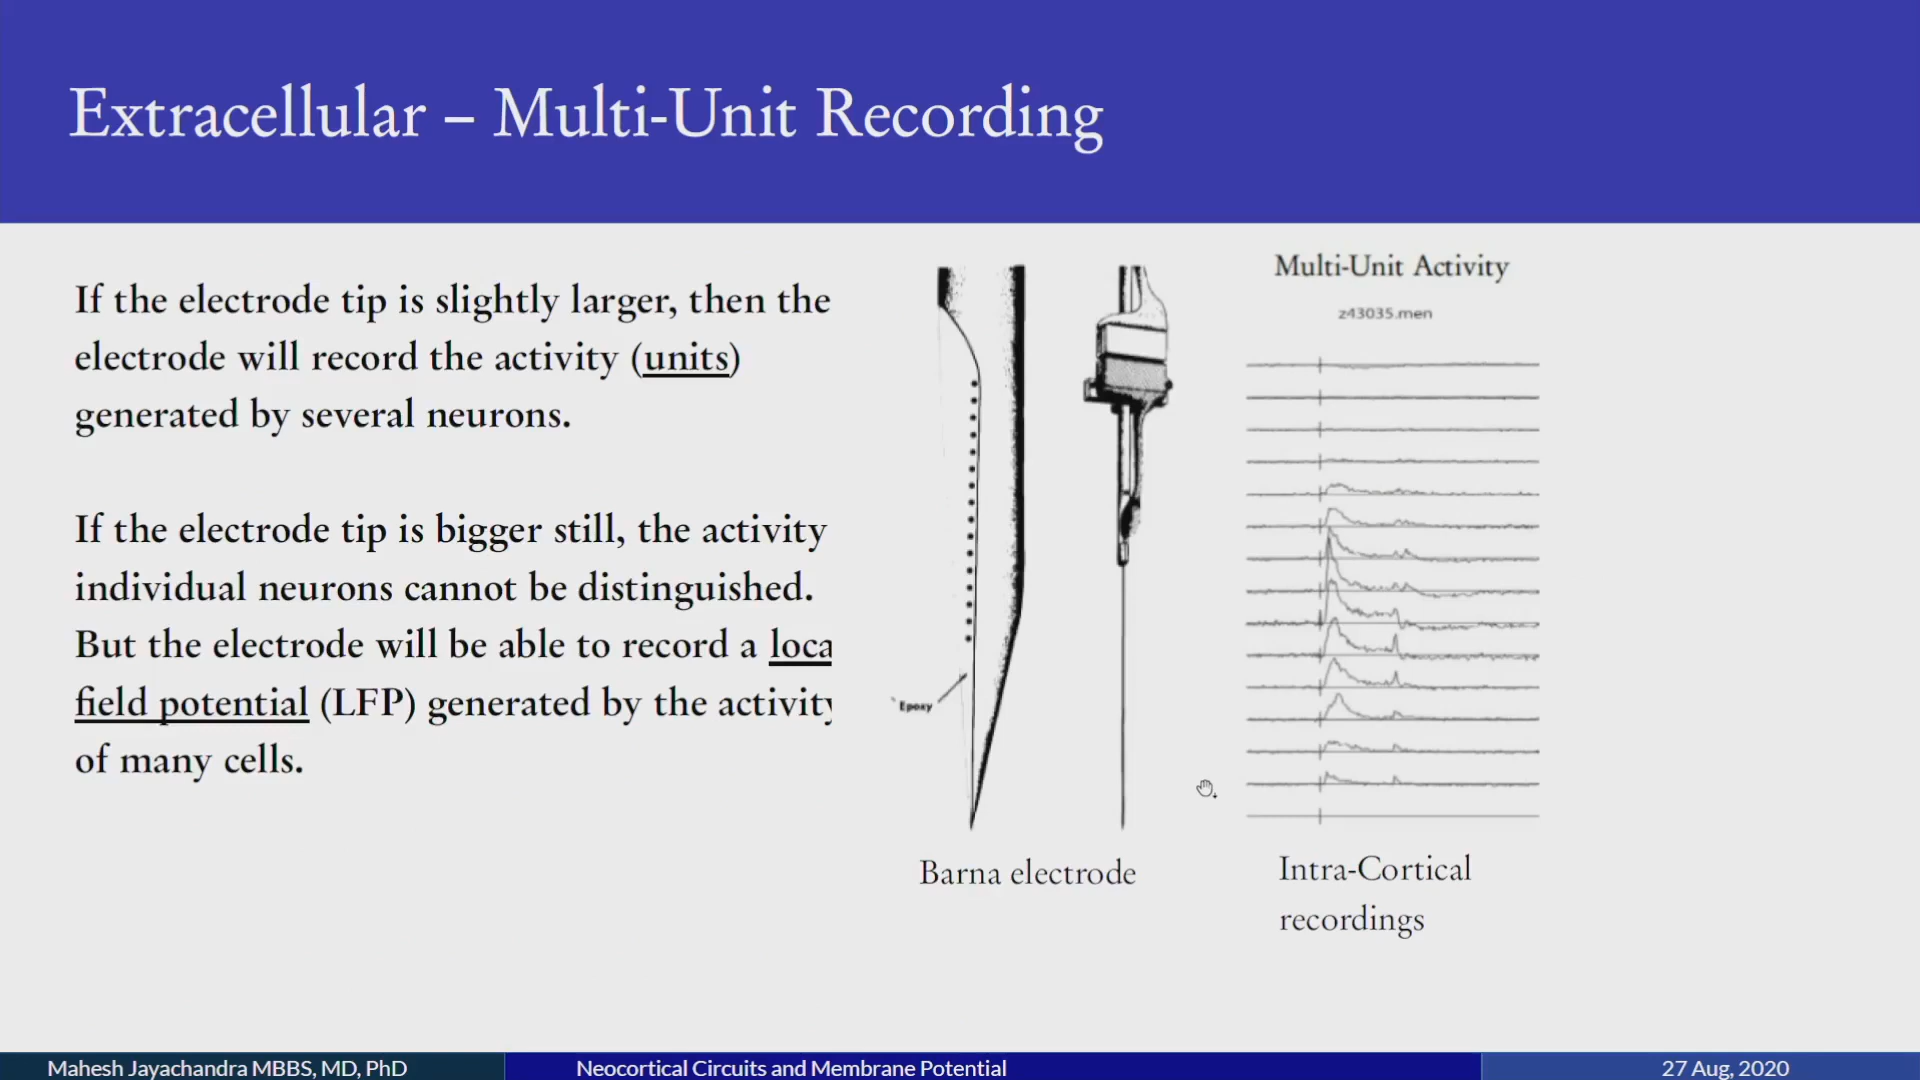 Extracellular – Multi-Unit Recording
If the electrode tip is slightly larger, then the
electrode will record the activity (units)
generated by several neurons.
If the electrode tip is bigger still, the activity
individual neurons cannot be distinguished.
But the electrode will be able to record a loca
field potential (LFP) generated by the activity
of many cells.
Epoxy
Barna electrode
Multi-Unit Activity
z43035.men
Intra-Cortical
recordings
Mahesh Jayachandra MBBS, MD, PhD
Neocortical Circuits and Membrane Potential
27 Aug, 2020